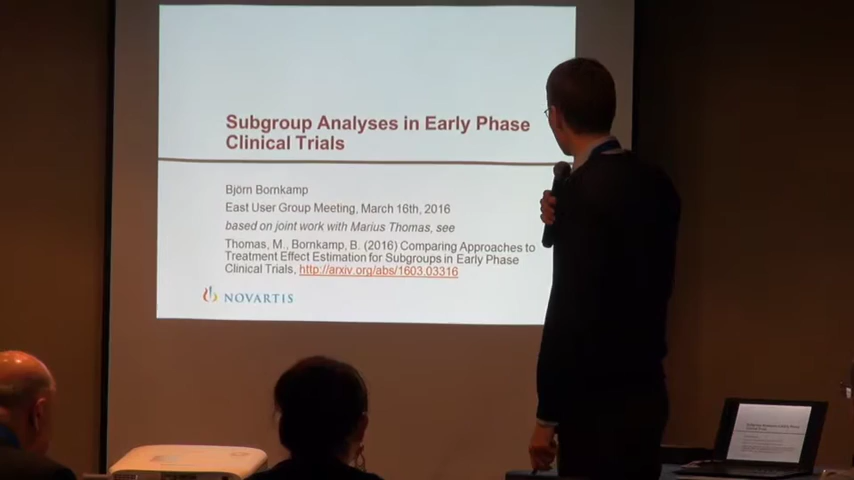 Subgroup Analyses in Early Phase
Clinical Trials
Björn Bornkamp
East User Group Meeting, March 16th, 2016
based on joint work with Marius Thomas, see
Thomas, M., Bornkamp, B. (2016) Comparing Approaches to
Treatment Effect Estimation for Subgroups in Early Phase
Clinical Trials, http://arxiv.org/abs/1603.03316
NOVARTIS